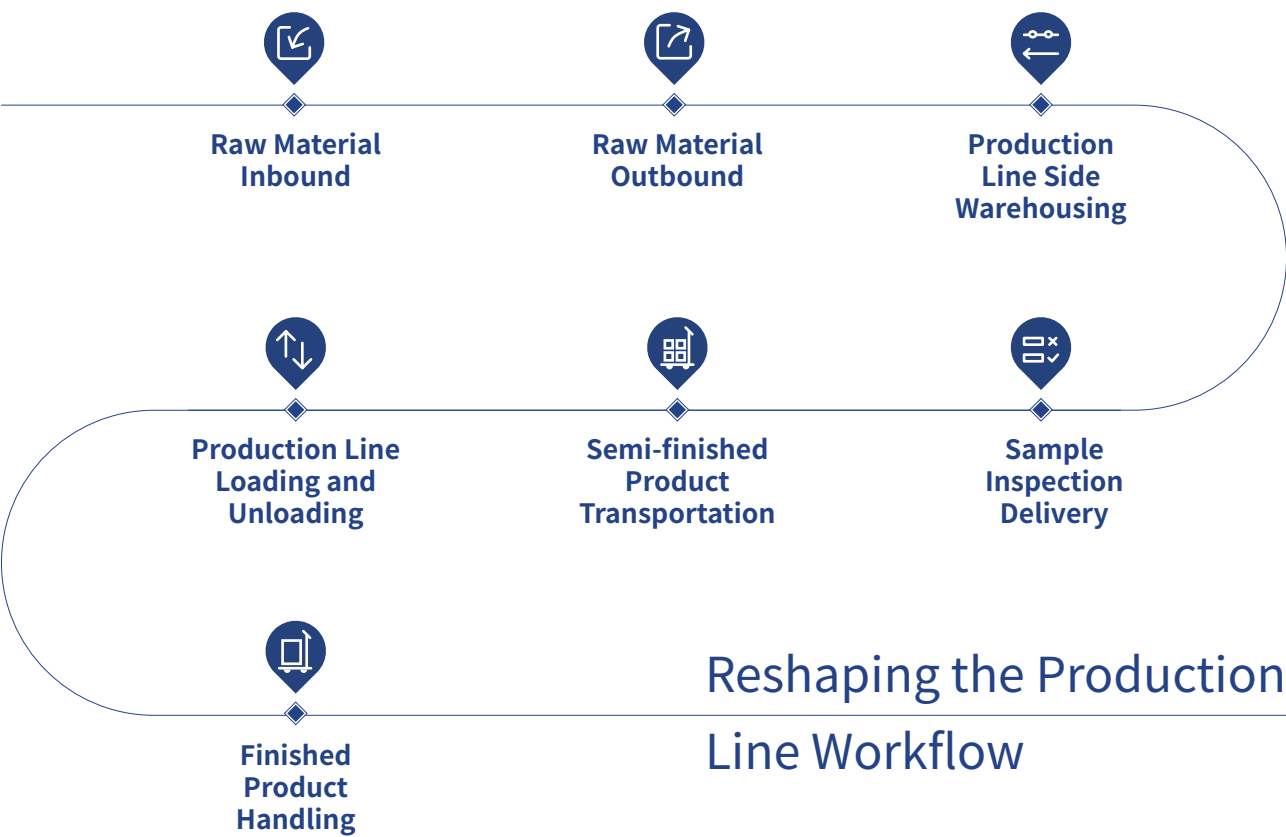 Raw Material
Inbound
Raw Material
Outbound
Production
Line Side
Warehousing
Production Line
Loading and
Unloading
Semi-finished
Product
Transportation
Sample
Inspection
Delivery
Finished
Product
Handling
Reshaping the Production
Line Workflow